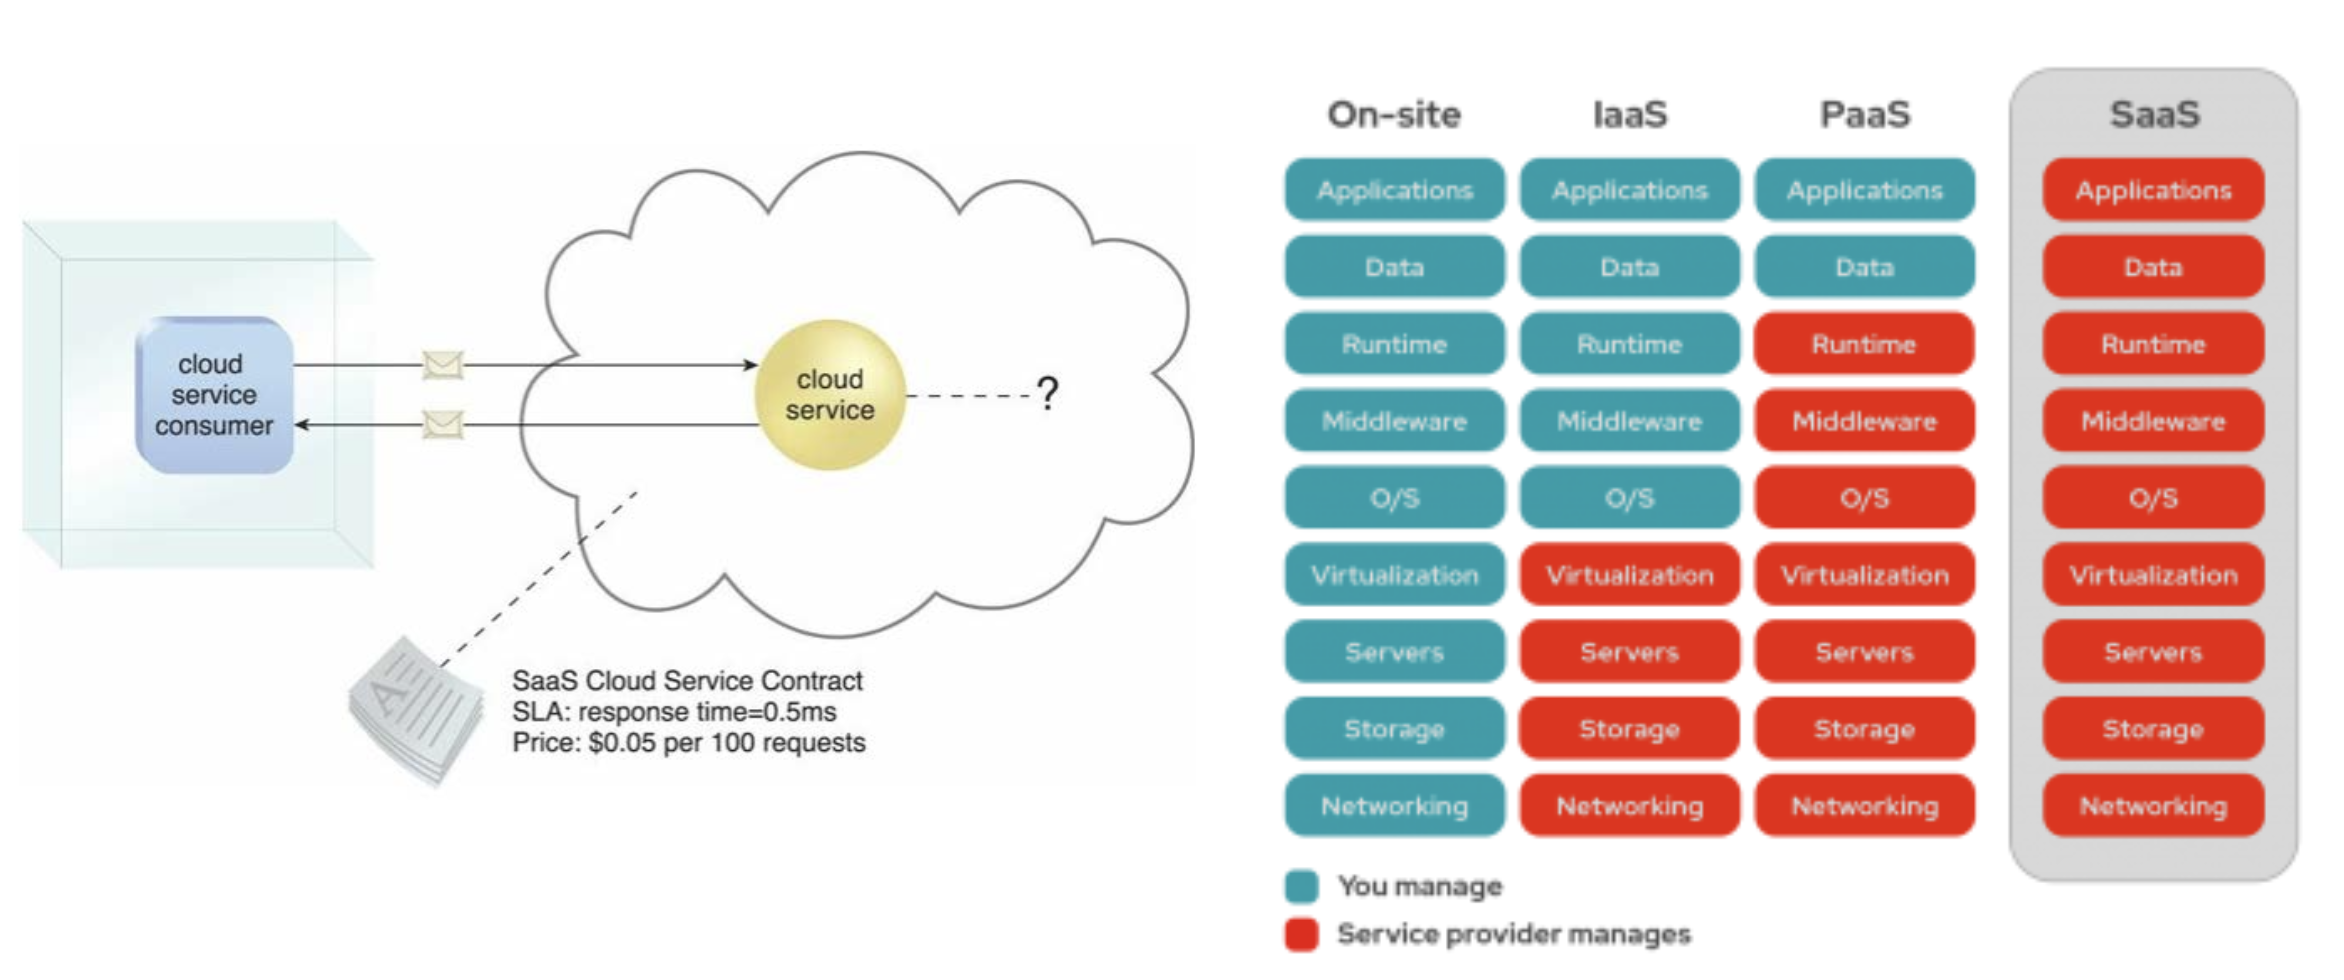 cloud
service
consumer
cloud
service
?
A
SaaS Cloud Service Contract
SLA: response time=0.5ms
Price: $0.05 per 100 requests
On-site IaaS PaaS SaaS
Applications Applications Applications Applications
Data Data Data Data
Runtime Runtime Runtime Runtime
Middleware Middleware Middleware Middleware
O/S O/S O/S O/S
Virtualization Virtualization Virtualization Virtualization
Servers Servers Servers Servers
Storage Storage Storage Storage
Networking Networking Networking Networking
You manage
Service provider manages